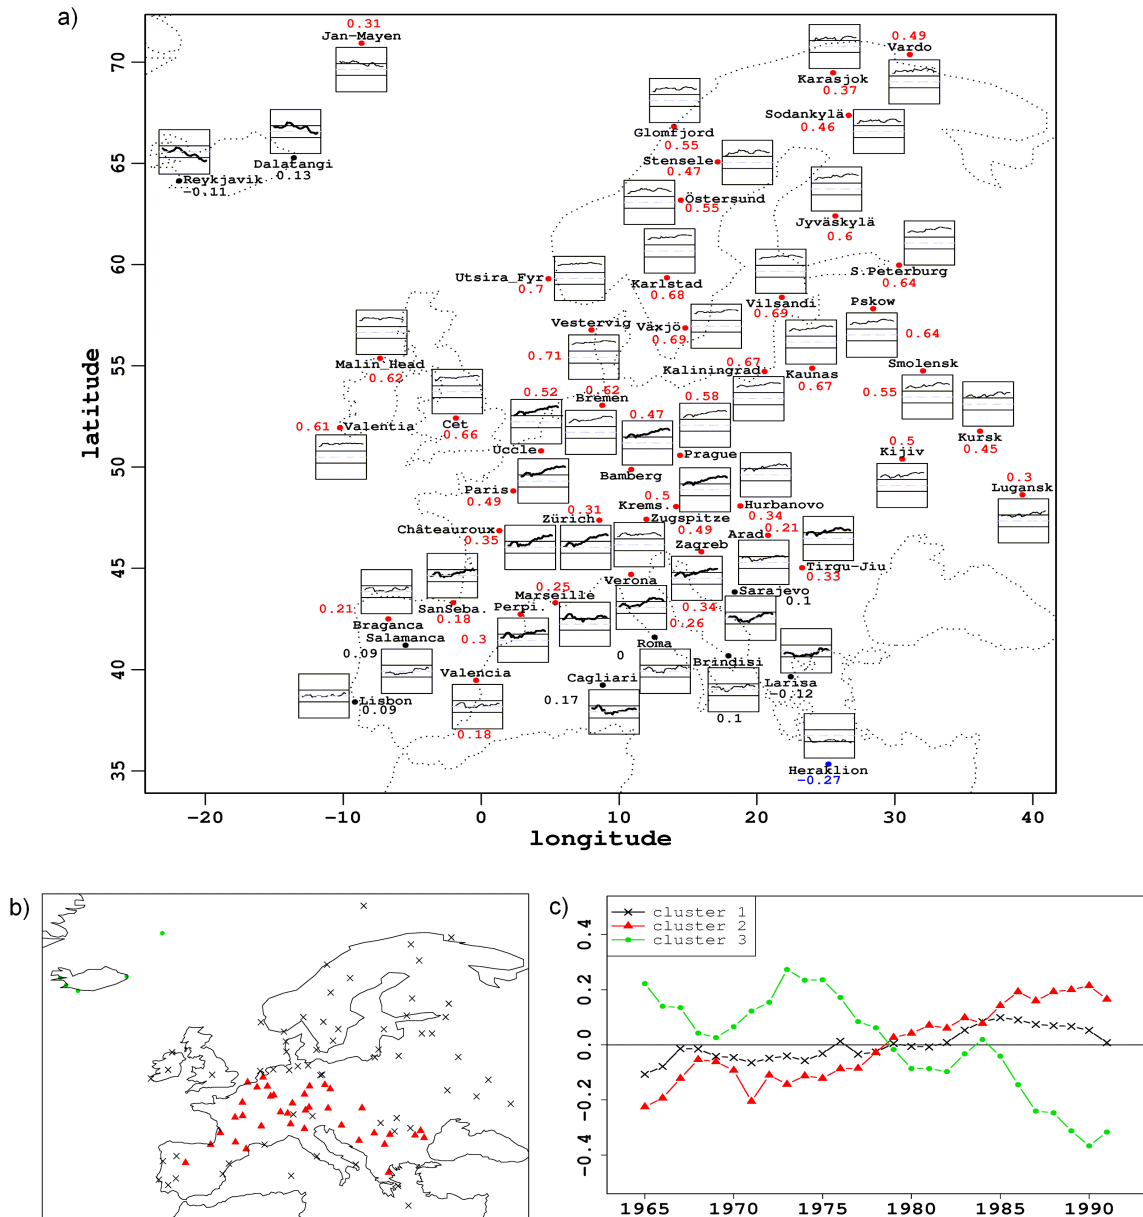 a)
0.31
Jan−Mayen
0.49
Vardo
Karasjok
0.37
Sodankylä
0.46
Glomfjord
0.55
Stensele
0.47
Dalatangi
0.13
Reykjavik
−0.11
Östersund
0.55
Jyväskylä
0.6
S.Peterburg
0.64
Utsira_Fyr
0.7
Karlstad
0.68
Vilsandi
0.69
Pskow
0.64
Vestervig
0.71
Växjö
0.69
Malin_Head
0.62
0.67
Kaliningrad
Kaunas
0.67
Smolensk
0.55
0.52
0.62
Bremen
0.47
0.58
Cet
0.66
0.61
Valentia
Uccle
Bamberg
Prague
Kursk
0.45
0.5
Kijiv
0.3
Lugansk
Paris
0.49
Krems.
0.5
Hurbanovo
0.34
0.31
Zürich
Zugspitze
0.49
0.21
Arad
Châteauroux
0.35
Zagreb
0.34
Tirgu−Jiu
0.33
Verona
0.26
0.25
Marseille
Sarajevo
0.1
SanSeba.
0.18
Perpi.
0.3
0.21
Braganca
Salamanca
0.09
Roma
0
Brindisi
0.1
Larisa
−0.12
Valencia
0.18
Cagliari
0.17
Lisbon
0.09
Heraklion
−0.27
latitude
70
65
60
55
50
45
40
35
−20
−10
0
10
20
30
40
longitude
b)
c)
cluster 1
cluster 2
cluster 3
0.4
0.2
0.0
−0.2
−0.4
1965
1970
1975
1980
1985
1990